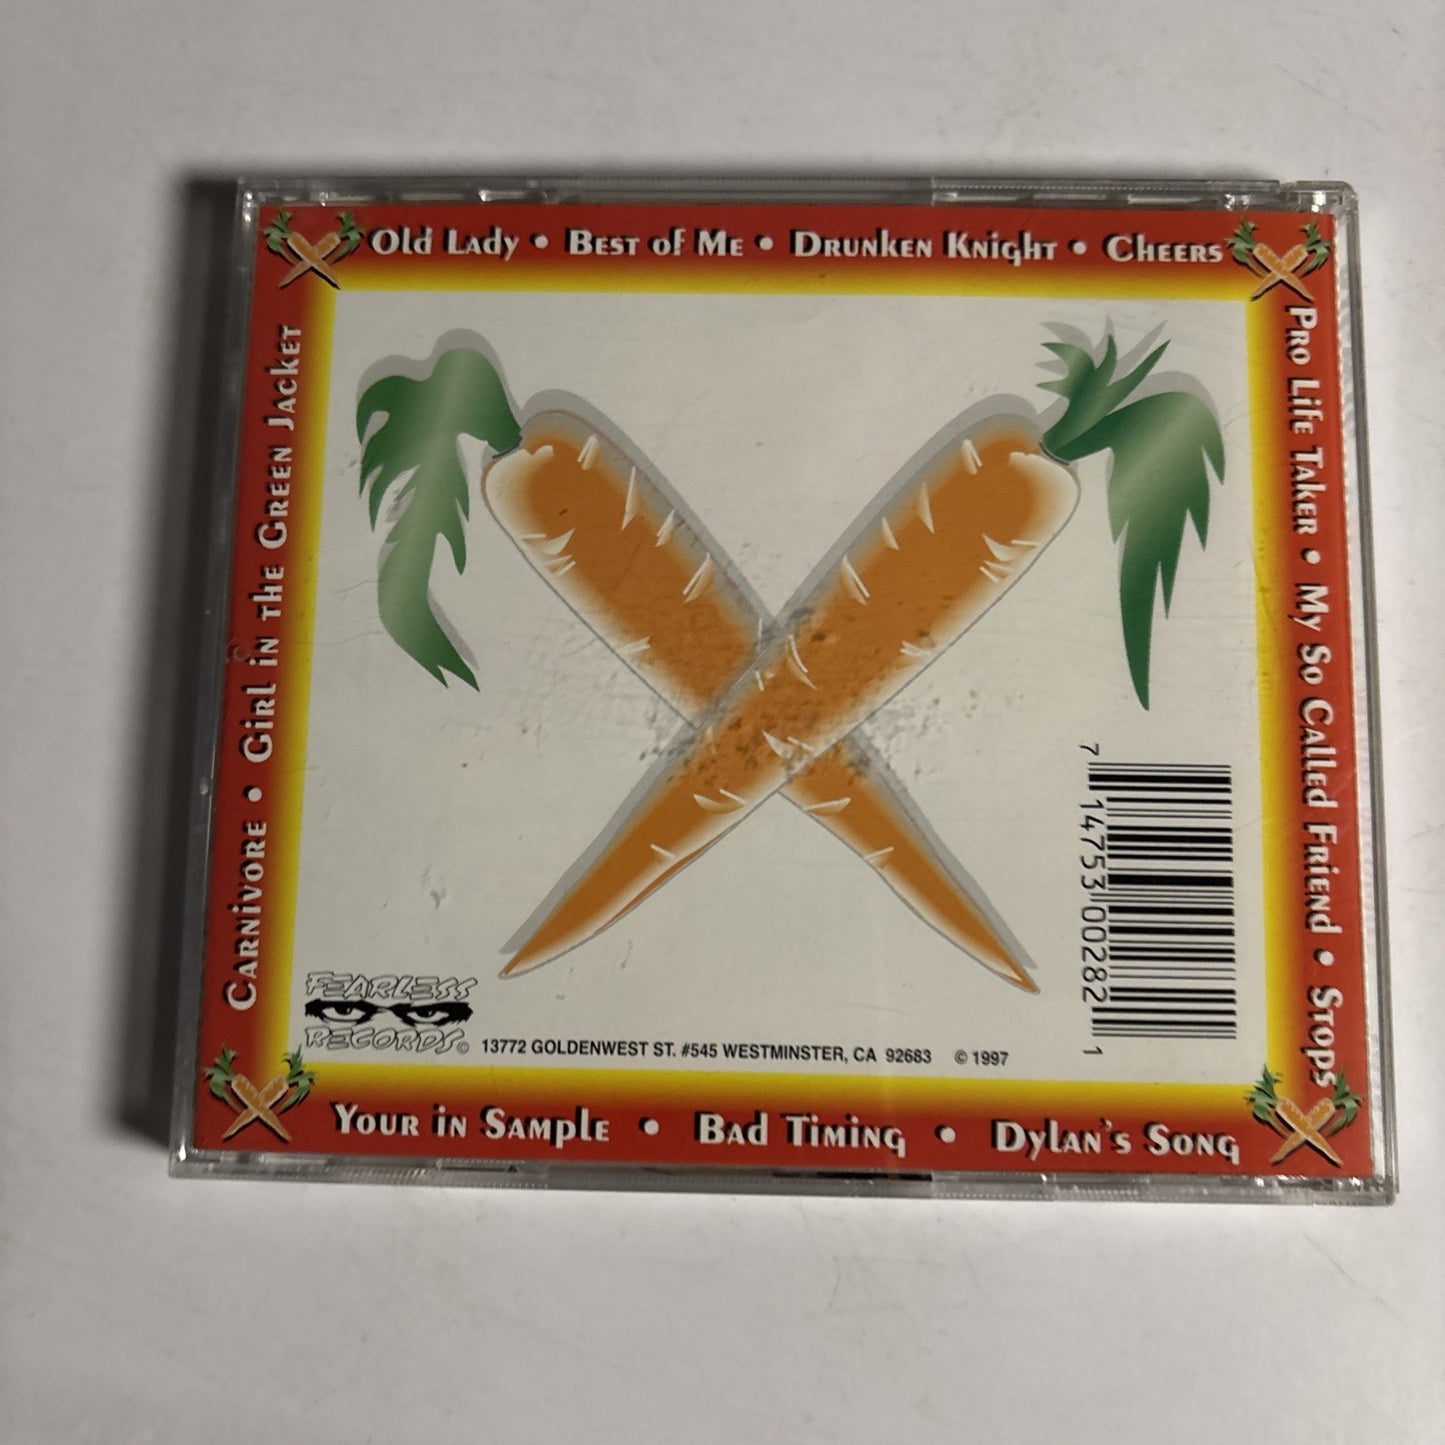 Old Lady • Best of Me • Drunken Knight • Cheers
Pro Life Taker • My So Called Friend • Stops
Carnivore • Girl in the Green Jacket
7 14753 00282 1
FEARLESS
RECORDS©
13772 GOLDENWEST ST. #545 WESTMINSTER, CA 92683 © 1997
Your in Sample • Bad Timing • Dylan's Song